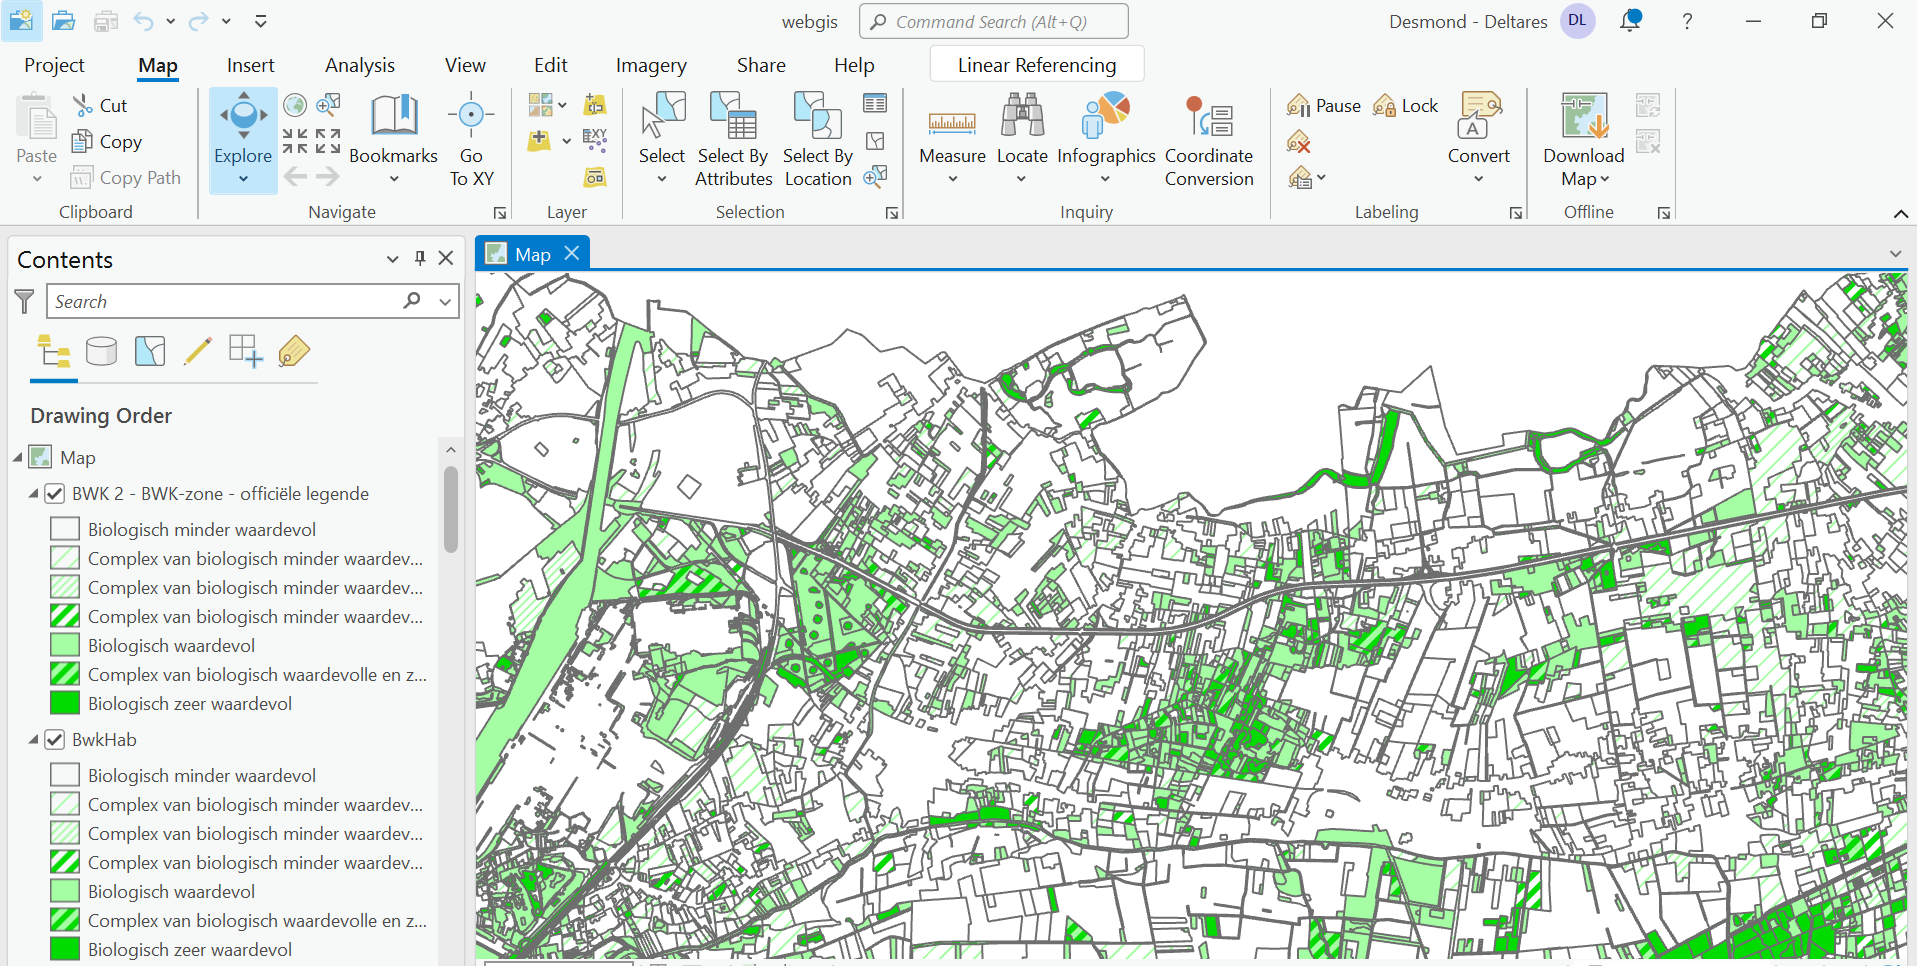 webgis
Command Search (Alt+Q)
Desmond - Deltares
DL
?
Project
Map
Insert
Analysis
View
Edit
Imagery
Share
Help
Linear Referencing
Paste
Cut
Copy
Copy Path
Clipboard
Explore
Bookmarks
Go
To XY
Navigate
XY
Layer
Select
Select By
Attributes
Select By
Location
Selection
Measure
Locate
Infographics
Coordinate
Conversion
Inquiry
Pause
Lock
A
Convert
Labeling
Download
Map
Offline
Contents
Search
Drawing Order
Map
BWK 2 - BWK-zone - officiële legende
Biologisch minder waardevol
Complex van biologisch minder waardev...
Complex van biologisch minder waardev...
Complex van biologisch minder waardev...
Biologisch waardevol
Complex van biologisch waardevolle en z...
Biologisch zeer waardevol
BwkHab
Biologisch minder waardevol
Complex van biologisch minder waardev...
Complex van biologisch minder waardev...
Complex van biologisch minder waardev...
Biologisch waardevol
Complex van biologisch waardevolle en z...
Biologisch zeer waardevol
Map